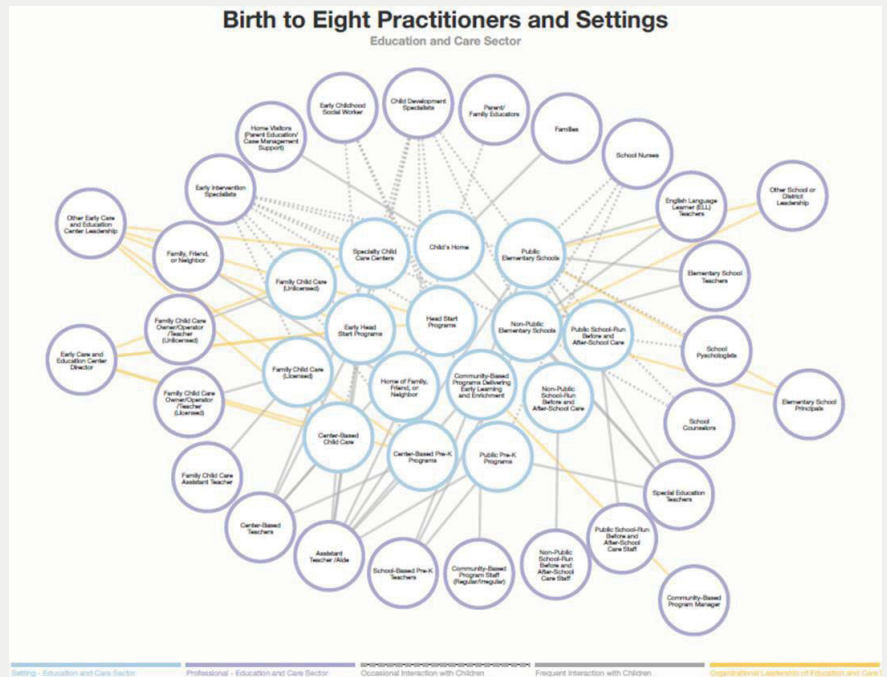 Birth to Eight Practitioners and Settings
Education and Care Sector
Child Development
Specialists
Early Childhood
Social Worker
Parent/
Family Educators
Home Visitors
(Parent Education/
Case Management
Support)
Families
School Nurses
Early Intervention
Specialists
English Language
Learner (ELL)
Teachers
Other School or
District
Leadership
Other Early Care
and Education
Center Leadership
Family, Friend,
or Neighbor
Specialty Child
Care Centers
Child's Home
Public
Elementary Schools
Elementary School
Teachers
Family Child Care
(Unlicensed)
Family Child Care
Owner/Operator
/Teacher
(Unlicensed)
Early Head
Start Programs
Head Start
Programs
Non-Public
Elementary Schools
Public School-Run
Before and
After-School Care
School
Pyschologists
Early Care and
Education Center
Director
Family Child Care
(Licensed)
Home of Family,
Friend, or
Neighbor
Community-Based
Programs Delivering
Early Learning
and Enrichment
Non-Public
School-Run
Before and
After-School Care
Elementary School
Principals
Family Child Care
Owner/Operator
/Teacher
(Licensed)
School
Counselors
Center-Based
Child Care
Center-Based Pre-K
Programs
Public Pre-K
Programs
Family Child Care
Assistant Teacher
Special Education
Teachers
Center-Based
Teachers
Public School-Run
Before and
After-School
Care Staff
Assistant
Teacher /Aide
School-Based Pre-K
Teachers
Community-Based
Program Staff
(Regular/Irregular)
Non-Public
School-Run
Before and
After-School
Care Staff
Community-Based
Program Manager
Setting - Education and Care Sector
Professional - Education and Care Sector
Occasional Interaction with Children
Frequent Interaction with Children
Organizational Leadership of Education and Care